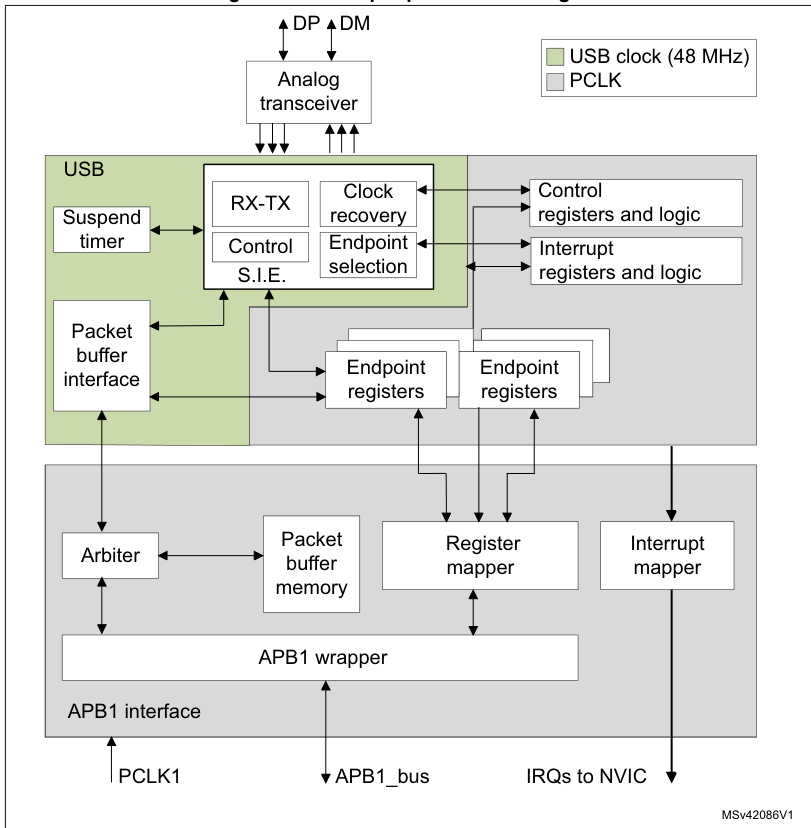 DP DM
Analog
transceiver
USB clock (48 MHz)
PCLK
USB
Suspend
timer
RX-TX
Clock
recovery
Control
Endpoint
selection
S.I.E.
Control
registers and logic
Interrupt
registers and logic
Packet
buffer
interface
Endpoint
registers
Endpoint
registers
Arbiter
Packet
buffer
memory
Register
mapper
Interrupt
mapper
APB1 wrapper
APB1 interface
PCLK1
APB1_bus
IRQs to NVIC
MSv42086V1